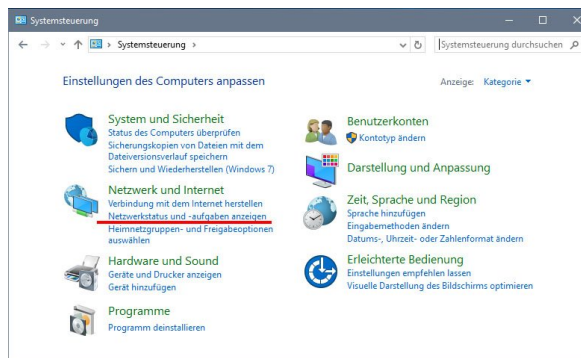 Systemsteuerung
Systemsteuerung
Systemsteuerung durchsuchen
Einstellungen des Computers anpassen
Anzeige: Kategorie
System und Sicherheit
Status des Computers überprüfen
Sicherungskopien von Dateien mit dem
Dateiversionsverlauf speichern
Sichern und Wiederherstellen (Windows 7)
Netzwerk und Internet
Verbindung mit dem Internet herstellen
Netzwerkstatus und -aufgaben anzeigen
Heimnetzgruppen- und Freigabeoptionen
auswählen
Hardware und Sound
Geräte und Drucker anzeigen
Gerät hinzufügen
Programme
Programm deinstallieren
Benutzerkonten
Kontotyp ändern
Darstellung und Anpassung
Zeit, Sprache und Region
Sprache hinzufügen
Eingabemethoden ändern
Datums-, Uhrzeit- oder Zahlenformat ändern
Erleichterte Bedienung
Einstellungen empfehlen lassen
Visuelle Darstellung des Bildschirms optimieren